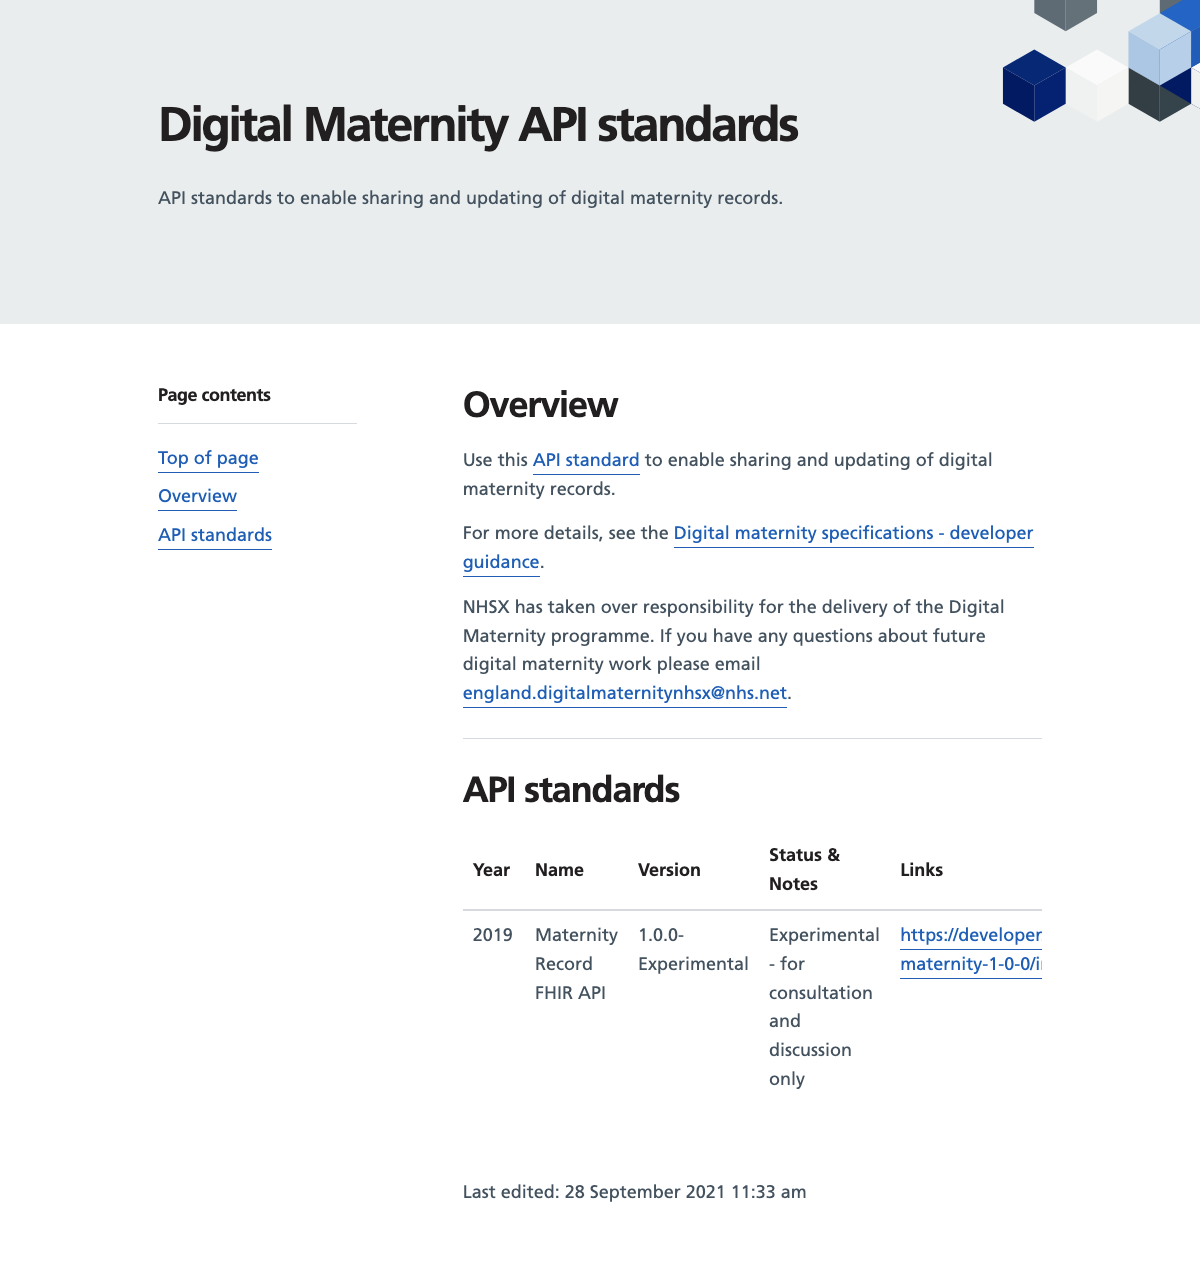 Digital Maternity API standards
API standards to enable sharing and updating of digital maternity records.
Page contents
Top of page
Overview
API standards
Overview
Use this API standard to enable sharing and updating of digital
maternity records.
For more details, see the Digital maternity specifications - developer
guidance.
NHSX has taken over responsibility for the delivery of the Digital
Maternity programme. If you have any questions about future
digital maternity work please email
england.digitalmaternitynhsx@nhs.net.
API standards
Year Name Version Status & Notes Links
2019 Maternity Record FHIR API 1.0.0-Experimental Experimental - for consultation and discussion only https://developer maternity-1-0-0/
Last edited: 28 September 2021 11:33 am